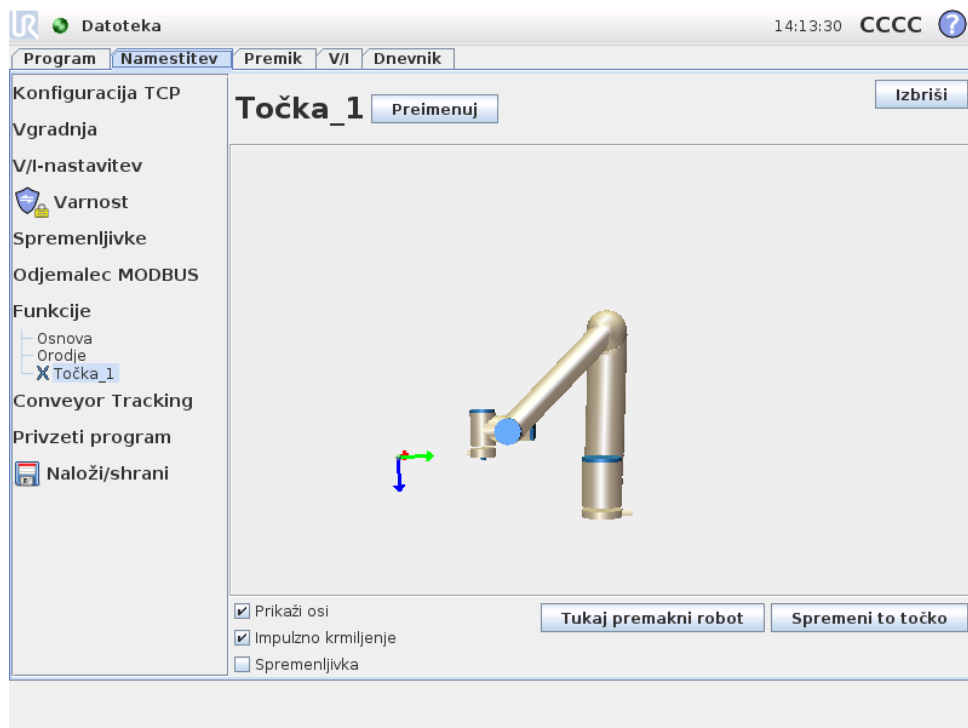 UR Datoteka 14:13:30 CCCC ?
Program Namestitev Premik V/I Dnevnik
Konfiguracija TCP
Vgradnja
V/I-nastavitev
Varnost
Spremenljivke
Odjemalec MODBUS
Funkcije
Osnova
Orodje
Točka_1
Conveyor Tracking
Privzeti program
Naloži/shrani
Točka_1 Preimenuj Izbriši
Prikaži osi
Impulzno krmiljenje
Spremenljivka
Tukaj premakni robot Spremeni to točko